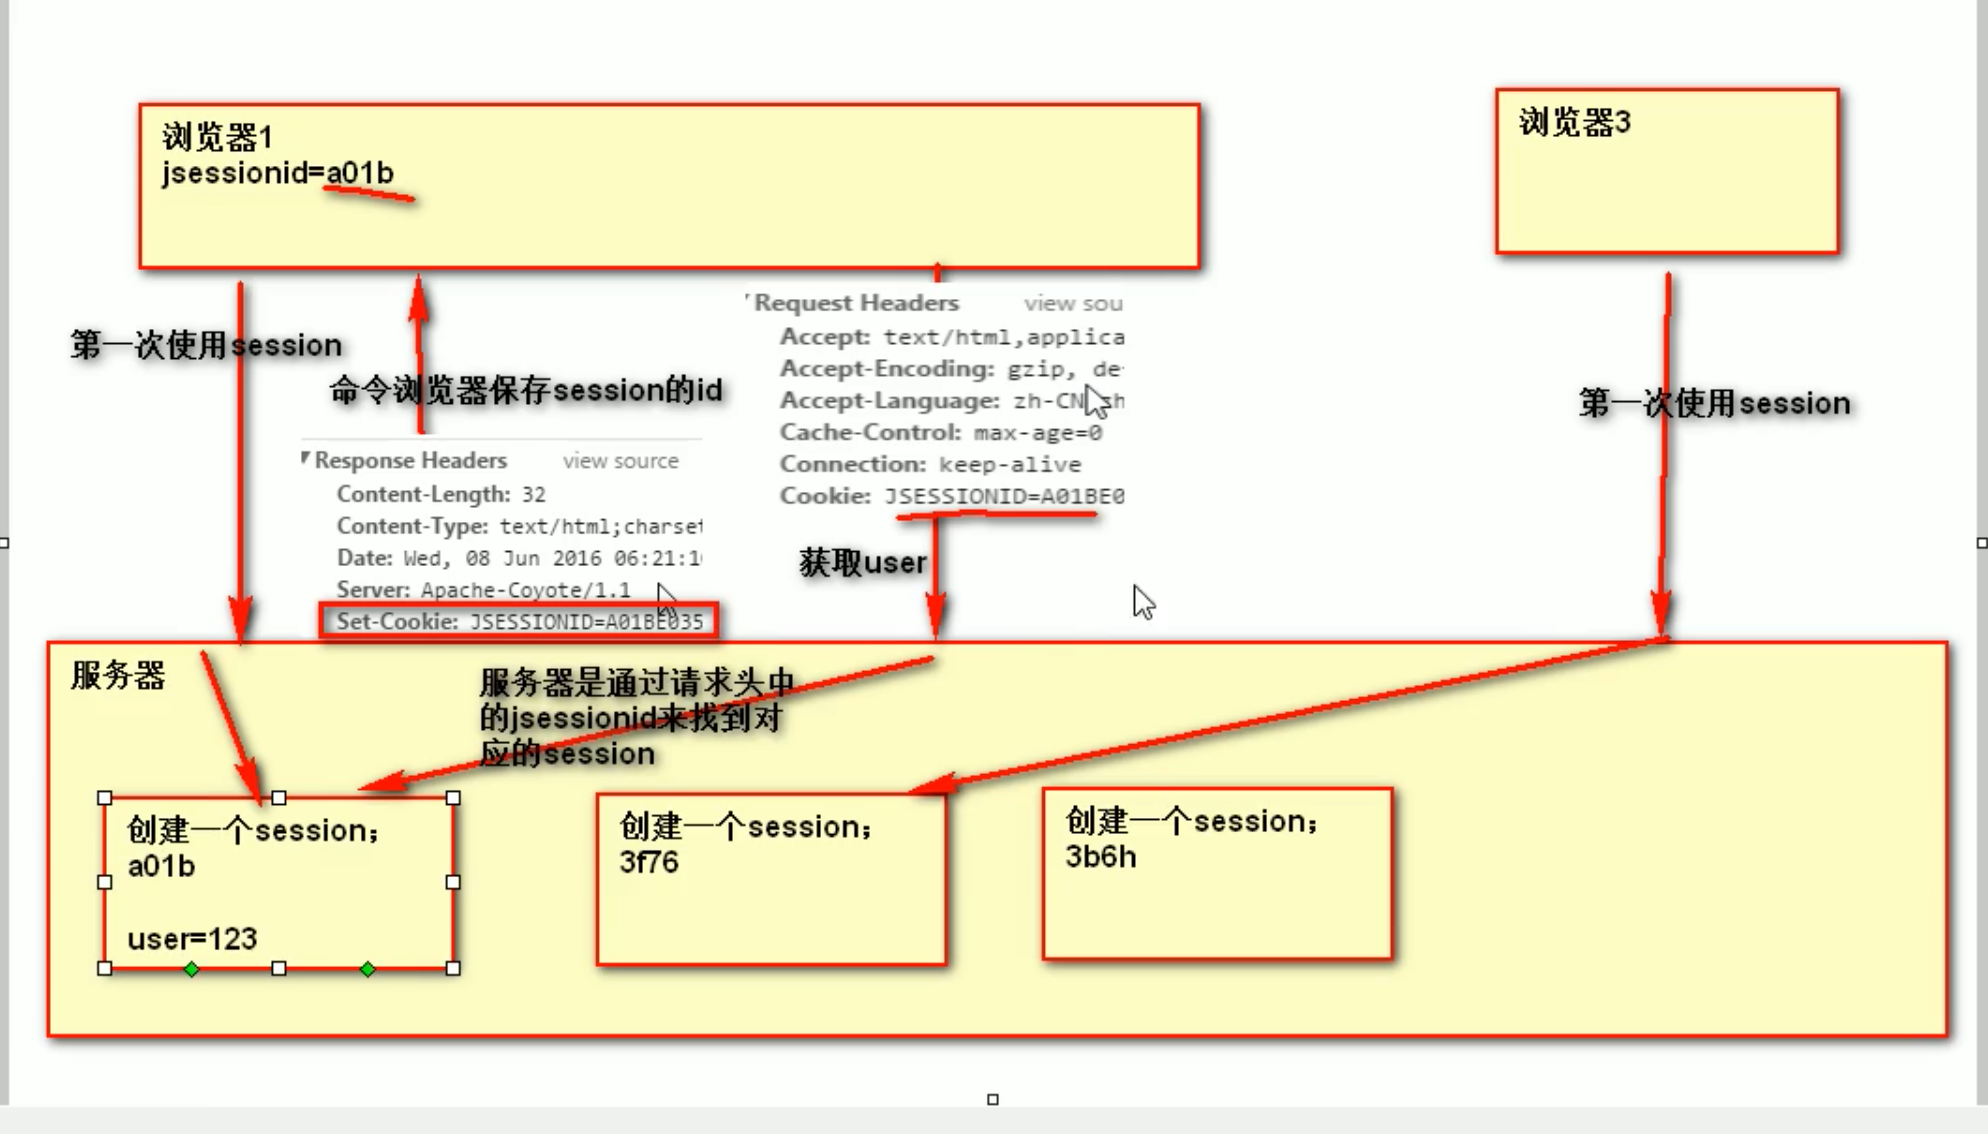 浏览器1
jsessionid=a01b
浏览器3
第一次使用session
命令浏览器保存session的id
Request Headers view sou
Accept: text/html,applica
Accept-Encoding: gzip, de
Accept-Language: zh-CN
Cache-Control: max-age=0
Connection: keep-alive
Cookie: JSESSIONID=A01BE0
获取user
第一次使用session
Response Headers view source
Content-Length: 32
Content-Type: text/html;charset
Date: Wed, 08 Jun 2016 06:21:1
Server: Apache-Coyote/1.1
Set-Cookie: JSESSIONID=A01BE035
服务器
服务器是通过请求头中
的jsessionid来找到对
应的session
创建一个session；
a01b
user=123
创建一个session；
3f76
创建一个session；
3b6h